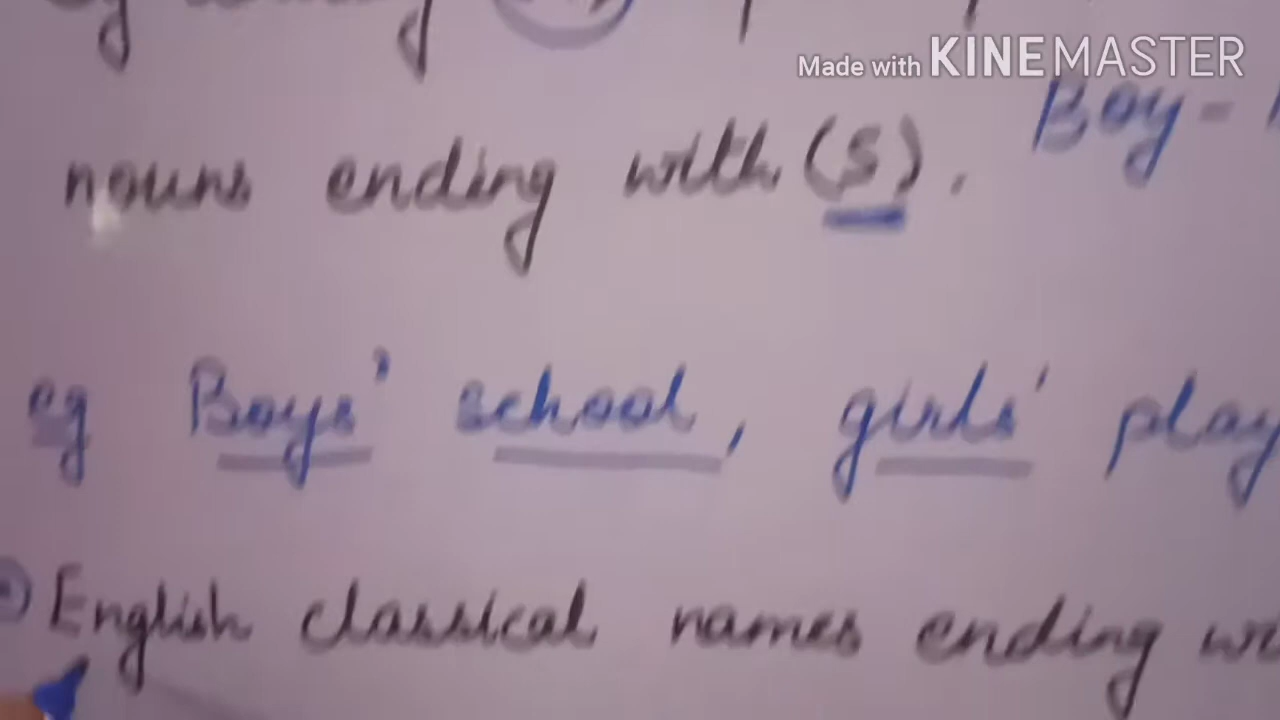 Made with KINEMASTER
nouns ending with (s). Boy -
eg Boys' school, girls' play
English classical names ending